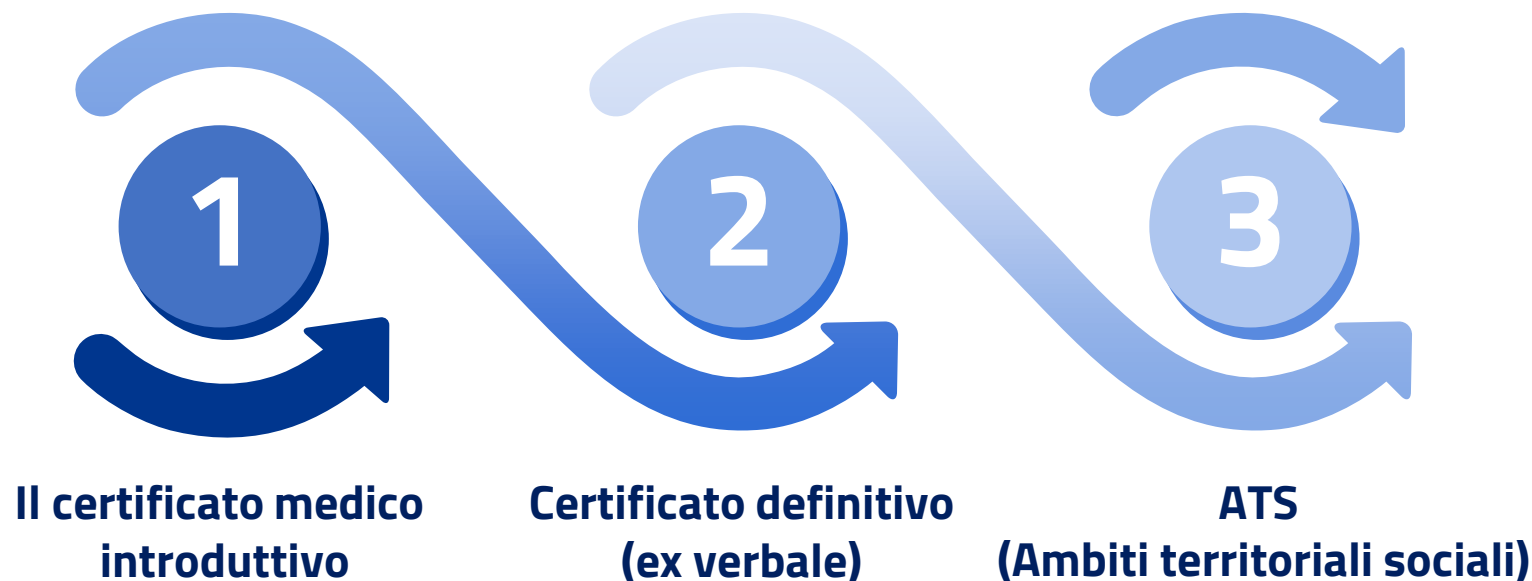 1
2
3
Il certificato medico
introduttivo
Certificato definitivo
(ex verbale)
ATS
(Ambiti territoriali sociali)